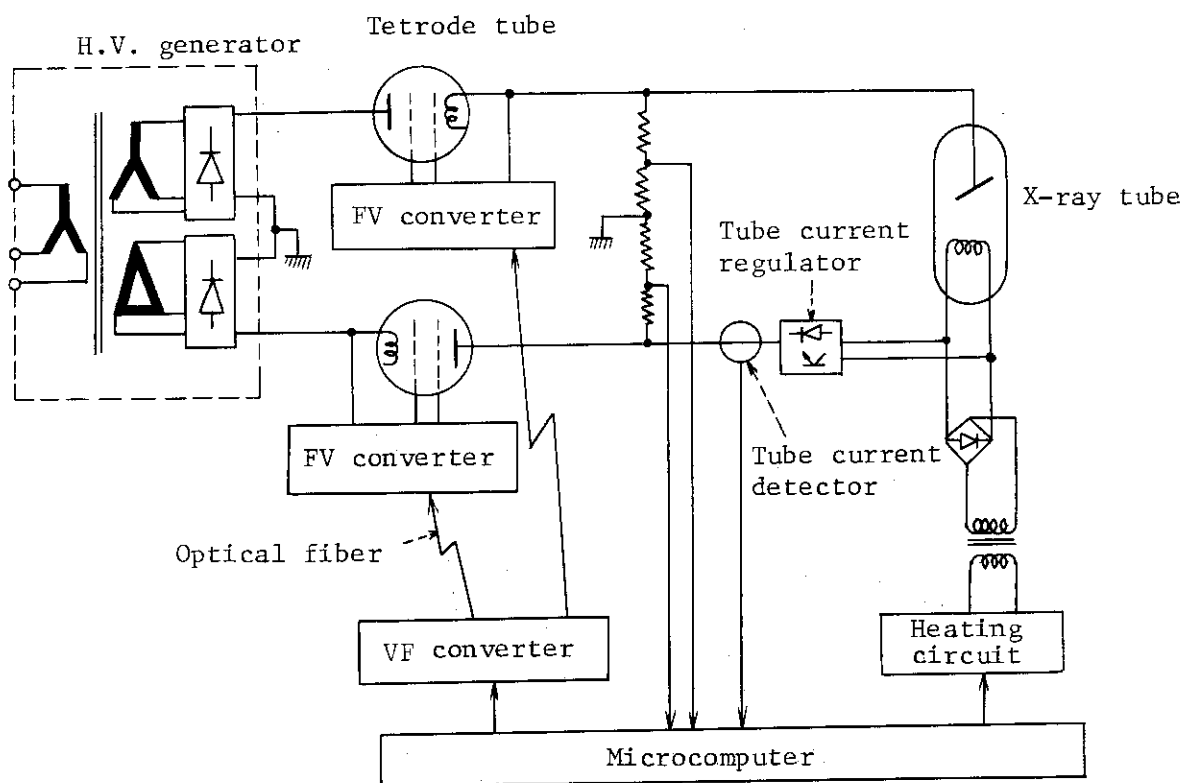 Tetrode tube
H.V. generator
FV converter
X-ray tube
Tube current
regulator
FV converter
Tube current
detector
Optical fiber
VF converter
Heating
circuit
Microcomputer